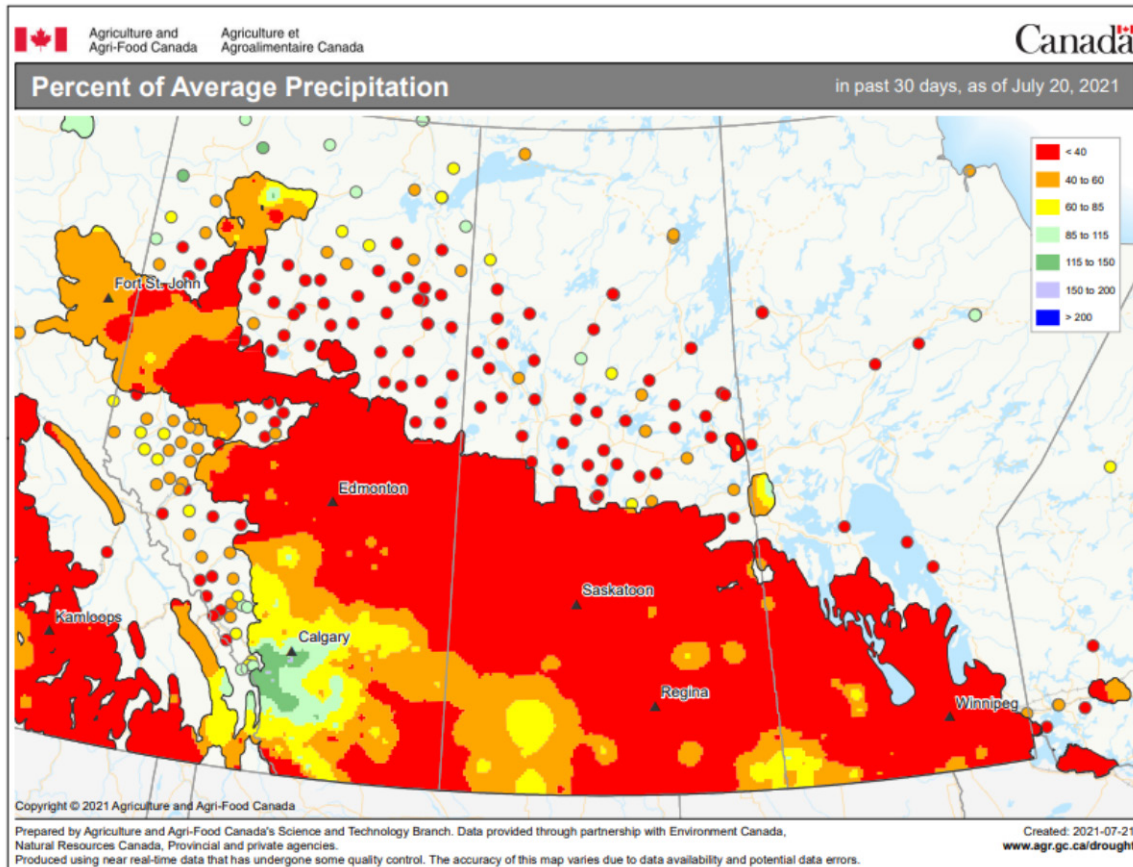 Agriculture and
Agri-Food Canada
Agriculture et
Agroalimentaire Canada
Canada
Percent of Average Precipitation
in past 30 days, as of July 20, 2021
< 40
40 to 60
60 to 85
85 to 115
115 to 150
150 to 200
> 200
Fort St. John
Edmonton
Saskatoon
Kamloops
Calgary
Regina
Winnipeg
Copyright © 2021 Agriculture and Agri-Food Canada
Prepared by Agriculture and Agri-Food Canada's Science and Technology Branch. Data provided through partnership with Environment Canada,
Natural Resources Canada, Provincial and private agencies.
Produced using near real-time data that has undergone some quality control. The accuracy of this map varies due to data availability and potential data errors.
Created: 2021-07-21
www.agr.gc.ca/drought